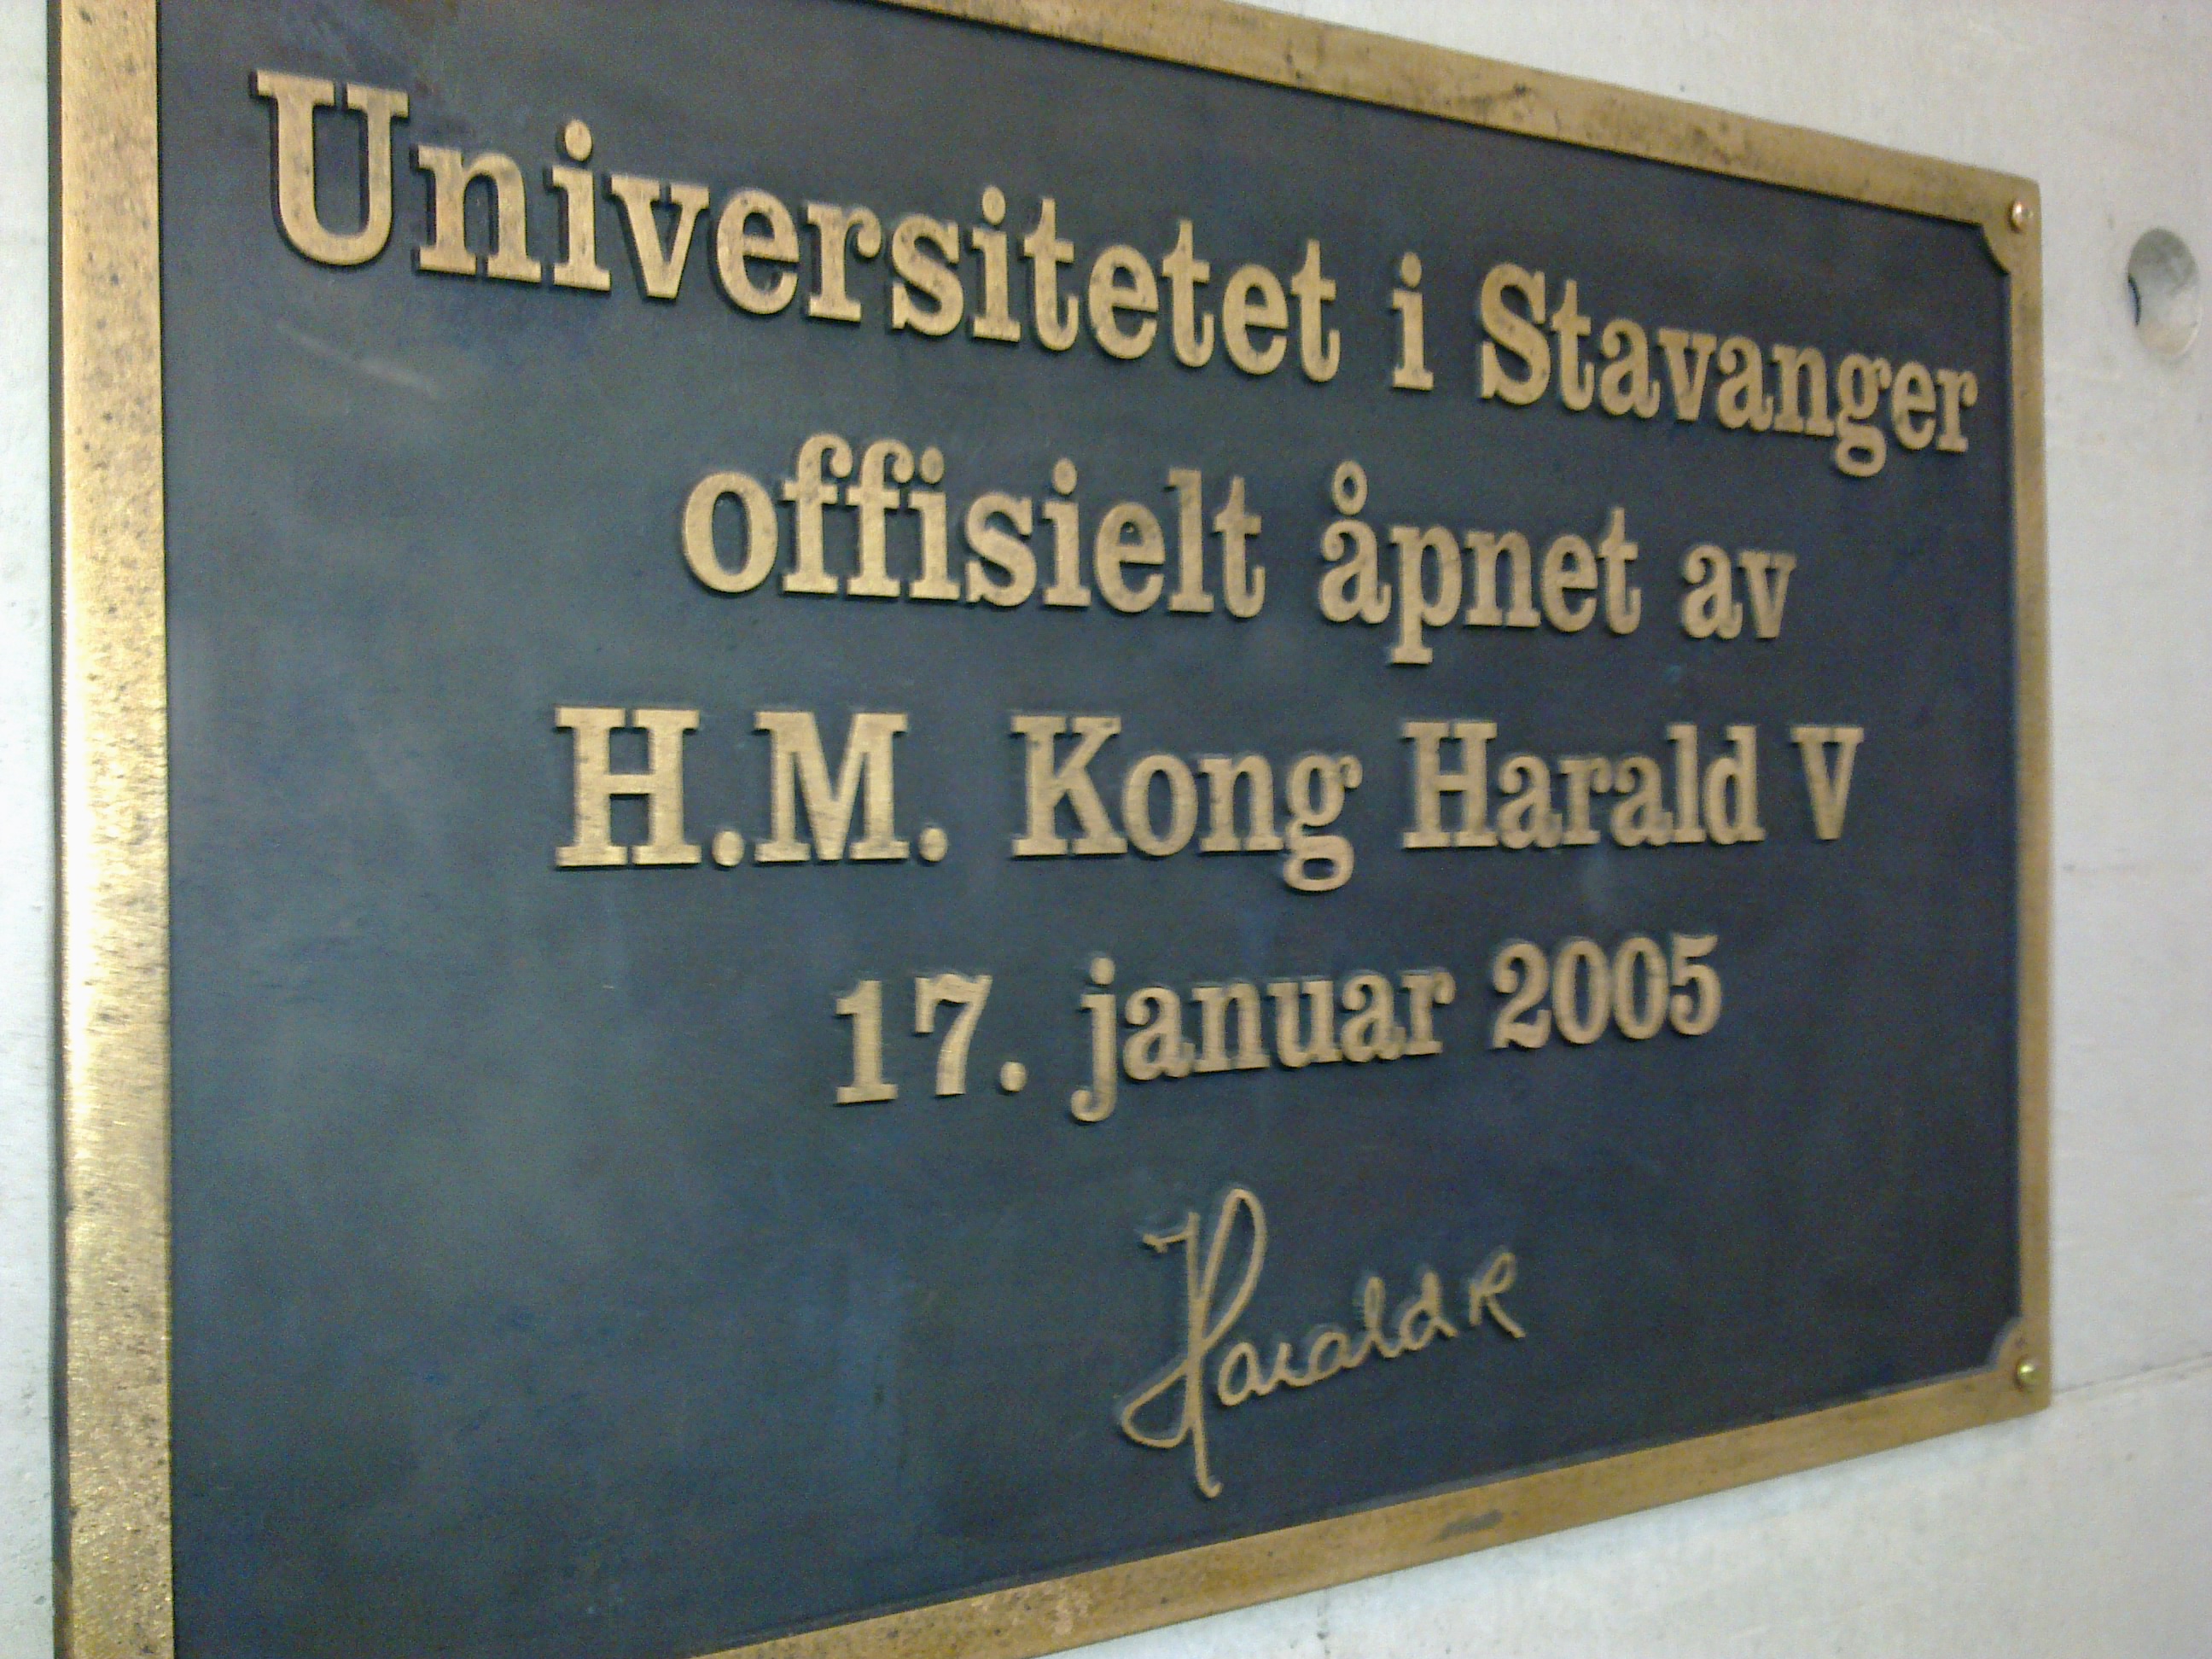 Universitetet i Stavanger
offisielt åpnet av
H.M. Kong Harald V
17. januar 2005
Harald R